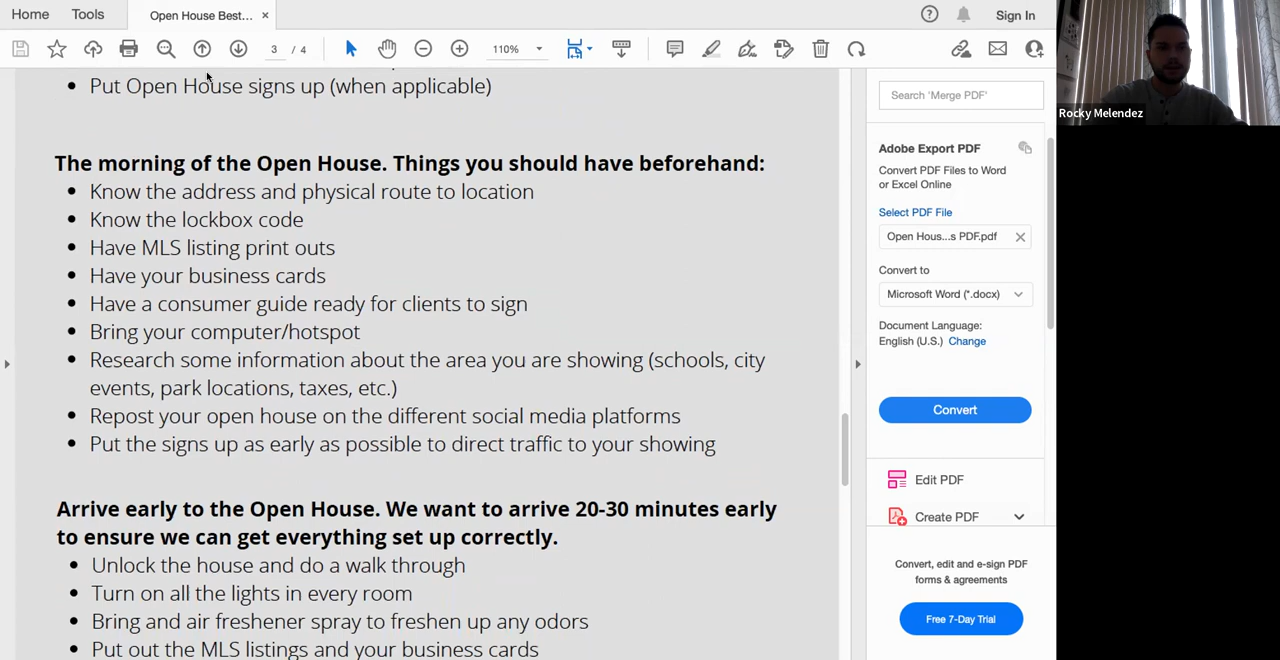 Home
Tools
Open House Best... ×
Sign In
3 / 4
110%
Put Open House signs up (when applicable)
The morning of the Open House. Things you should have beforehand:
Know the address and physical route to location
Know the lockbox code
Have MLS listing print outs
Have your business cards
Have a consumer guide ready for clients to sign
Bring your computer/hotspot
Research some information about the area you are showing (schools, city
events, park locations, taxes, etc.)
Repost your open house on the different social media platforms
Put the signs up as early as possible to direct traffic to your showing
Arrive early to the Open House. We want to arrive 20-30 minutes early
to ensure we can get everything set up correctly.
Unlock the house and do a walk through
Turn on all the lights in every room
Bring and air freshener spray to freshen up any odors
Put out the MLS listings and your business cards
Search 'Merge PDF'
Adobe Export PDF
Convert PDF Files to Word
or Excel Online
Select PDF File
Open Hous...s PDF.pdf
Convert to
Microsoft Word (*.docx)
Document Language:
English (U.S.) Change
Convert
Edit PDF
Create PDF
Convert, edit and e-sign PDF
forms & agreements
Free 7-Day Trial
Rocky Melendez